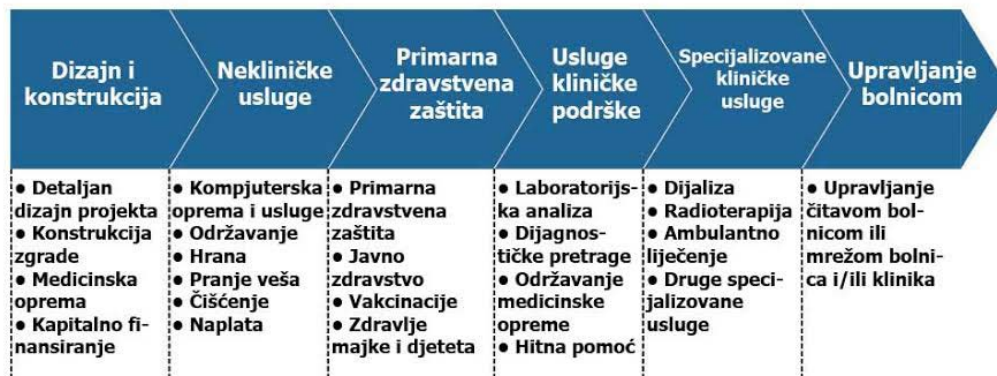 Dizajn i
konstrukcija
Nekliničke
usluge
Primarna
zdravstvena
zaštita
Usluge
kliničke
podrške
Specijalizovane
kliničke
usluge
Upravljanje
bolnicom
● Detaljan
dizajn projekta
● Konstrukcija
zgrade
● Medicinska
oprema
● Kapitalno fi-
nansiranje
● Kompjuterska
oprema i usluge
● Održavanje
● Hrana
● Pranje veša
● Čišćenje
● Naplata
● Primarna
zdravstvena
zaštita
● Javno
zdravstvo
● Vakcinacije
● Zdravlje
majke i djeteta
● Laboratorijs-
ka analiza
● Dijagnos-
tičke pretrage
● Održavanje
medicinske
opreme
● Hitna pomoć
● Dijaliza
● Radioterapija
● Ambulantno
liječenje
● Druge speci-
jalizovane
usluge
● Upravljanje
čitavom bol-
nicom ili
mrežom bolni-
ca i/ili klinika